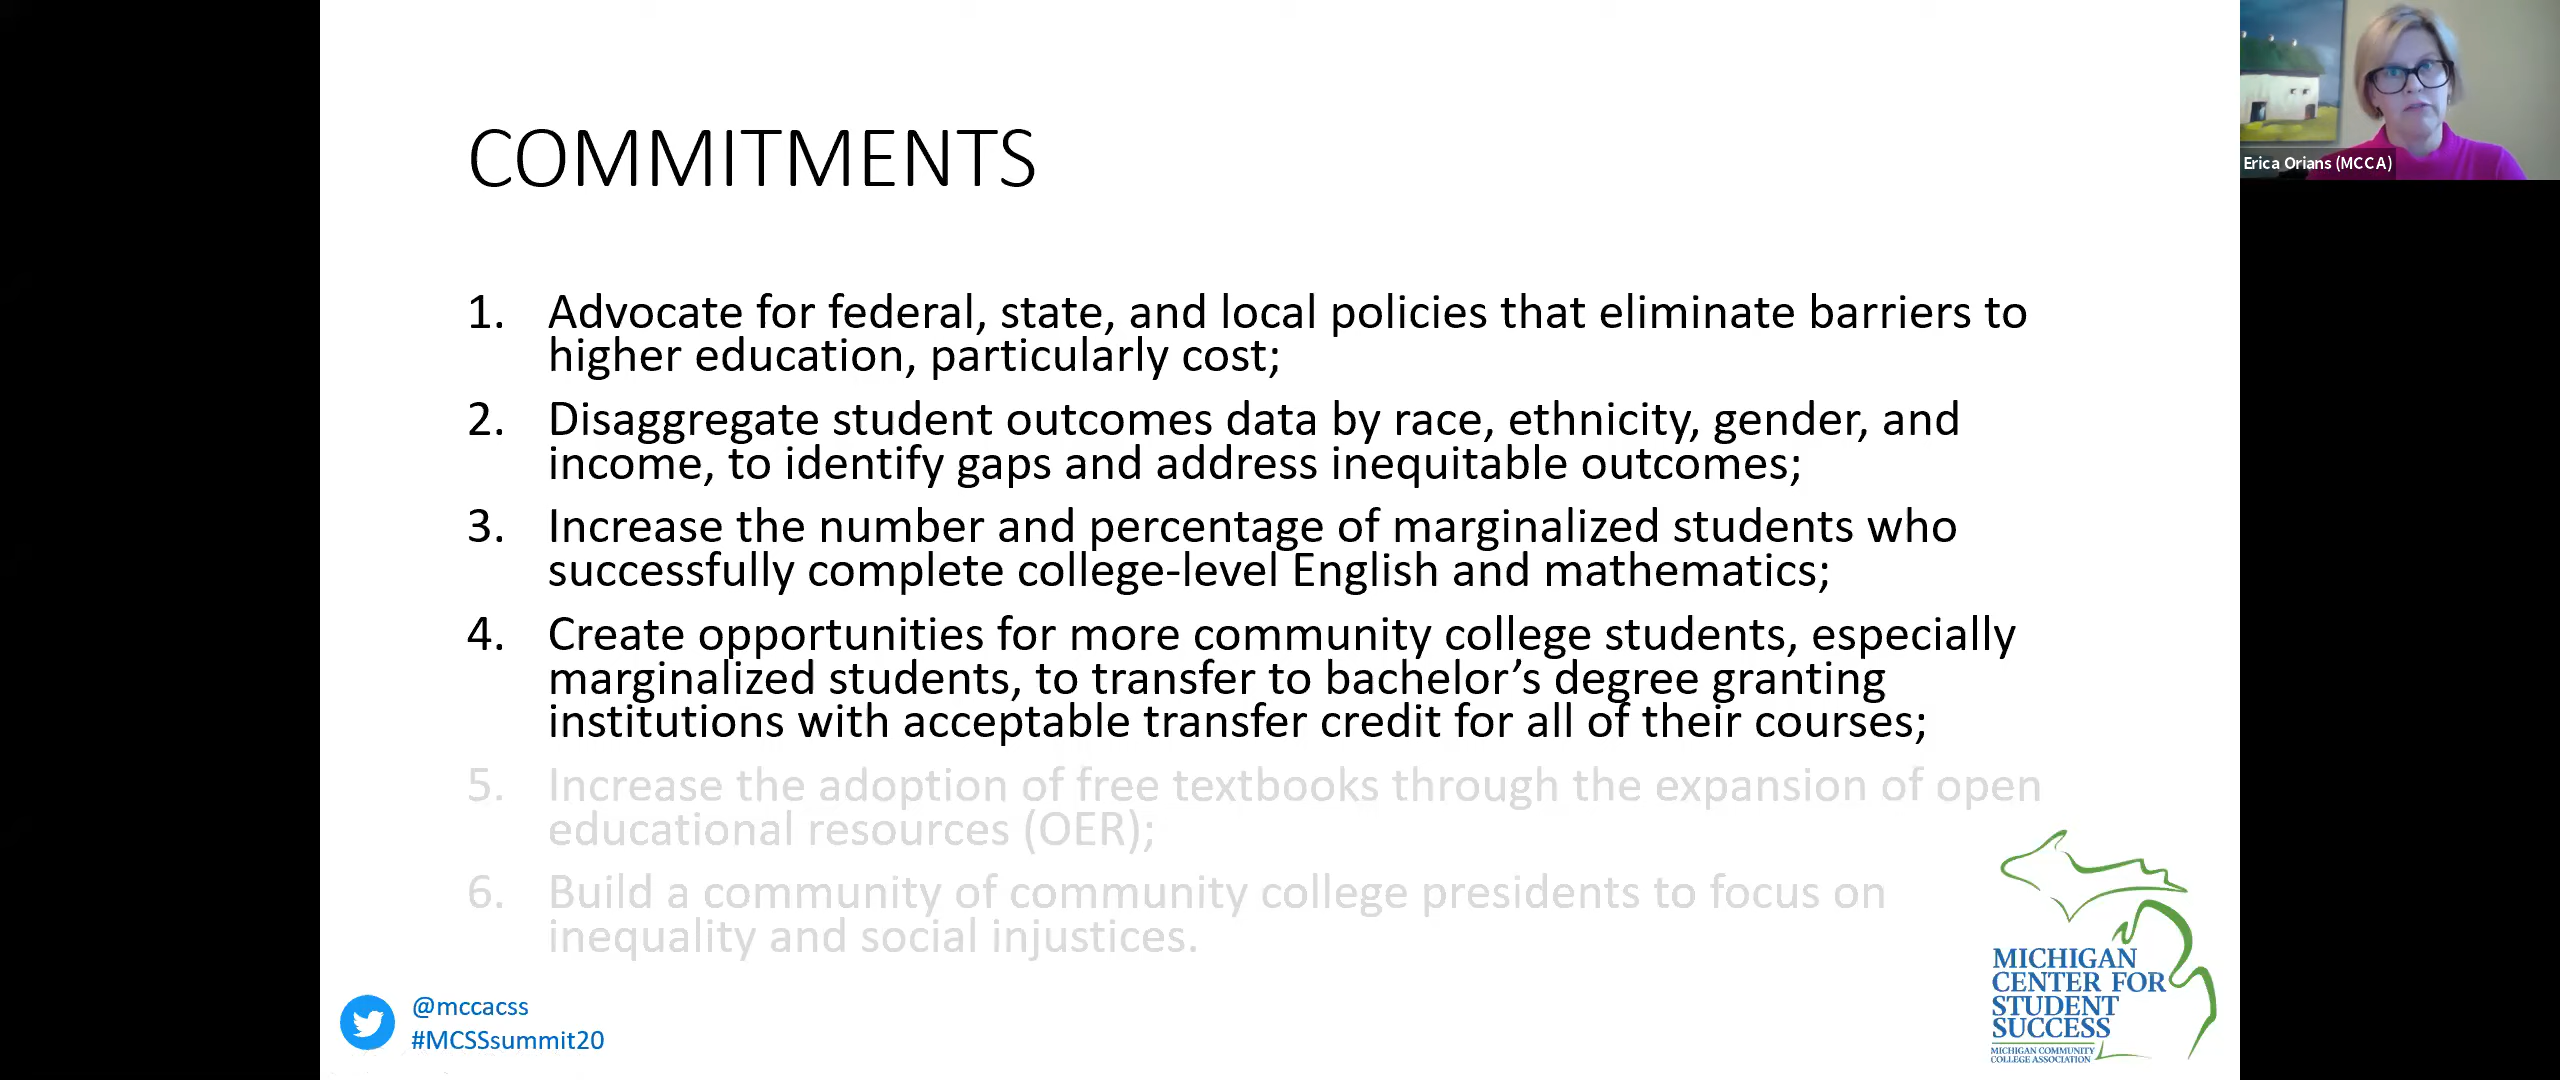 COMMITMENTS
1. Advocate for federal, state, and local policies that eliminate barriers to
higher education, particularly cost;
2. Disaggregate student outcomes data by race, ethnicity, gender, and
income, to identify gaps and address inequitable outcomes;
3. Increase the number and percentage of marginalized students who
successfully complete college-level English and mathematics;
4. Create opportunities for more community college students, especially
marginalized students, to transfer to bachelor’s degree granting
institutions with acceptable transfer credit for all of their courses;
5. Increase the adoption of free textbooks through the expansion of open
educational resources (OER);
6. Build a community of community college presidents to focus on
inequality and social injustices.
@mccacss
#MCSSsummit20
MICHIGAN
CENTER FOR
STUDENT
SUCCESS
MICHIGAN COMMUNITY
COLLEGE ASSOCIATION
Erica Orians (MCCA)